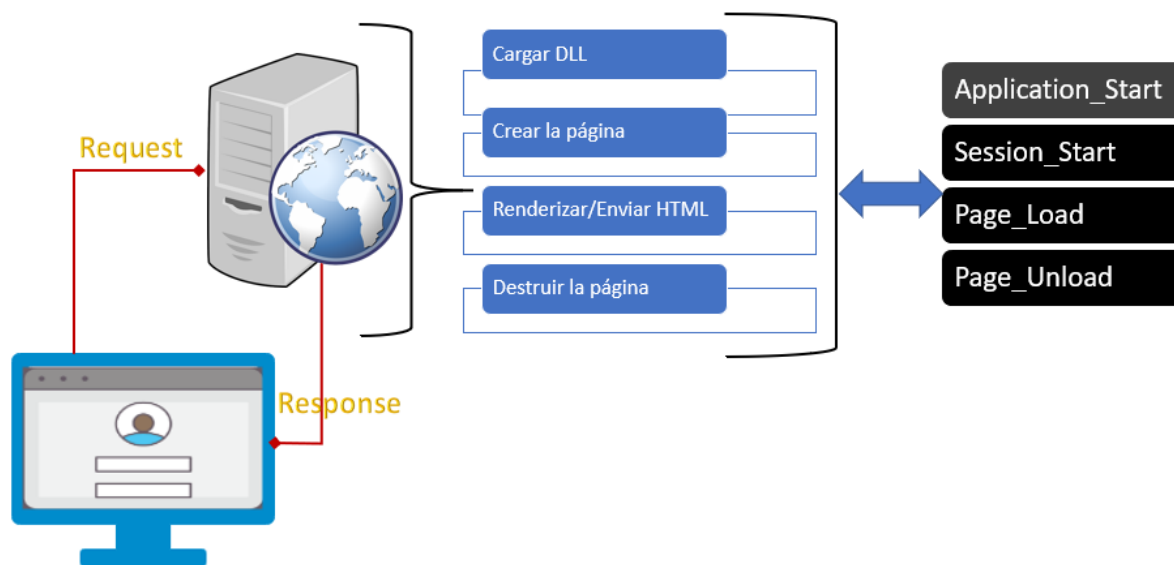 Request
Response
Cargar DLL
Crear la página
Renderizar/Enviar HTML
Destruir la página
Application_Start
Session_Start
Page_Load
Page_Unload